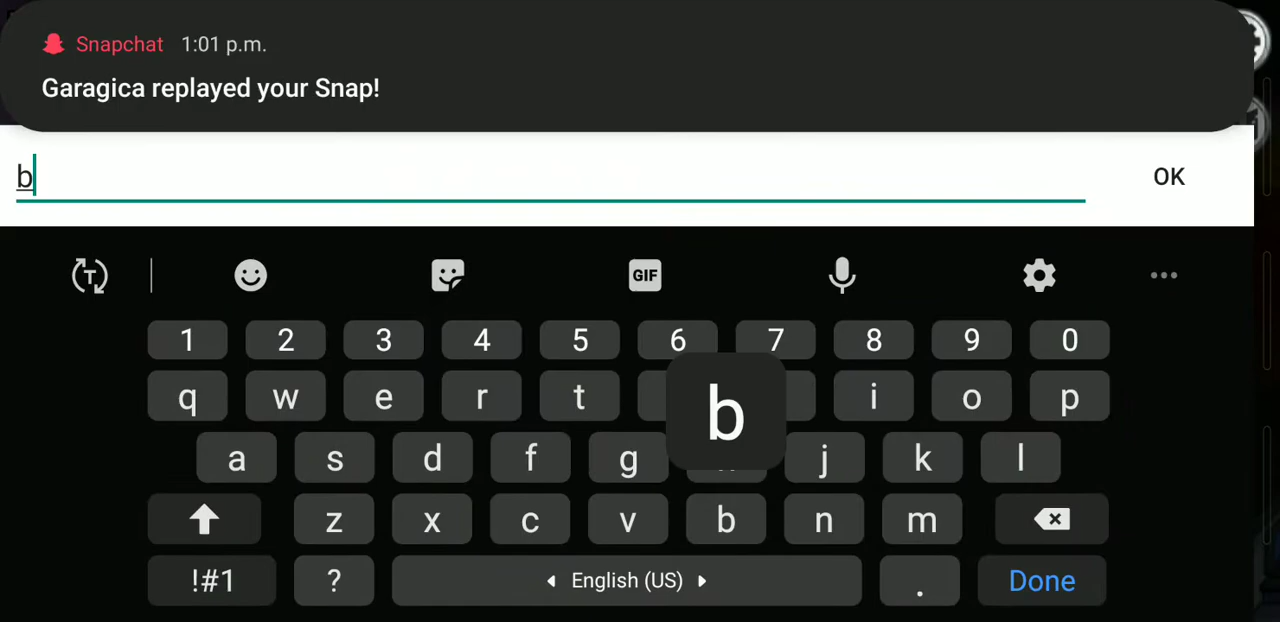 Snapchat 1:01 p.m.
Garagica replayed your Snap!
b
OK
T
GIF
1 2 3 4 5 6 7 8 9 0
q w e r t i o p
b
a s d f g j k l
z x c v b n m
!#1 ? English (US) . Done